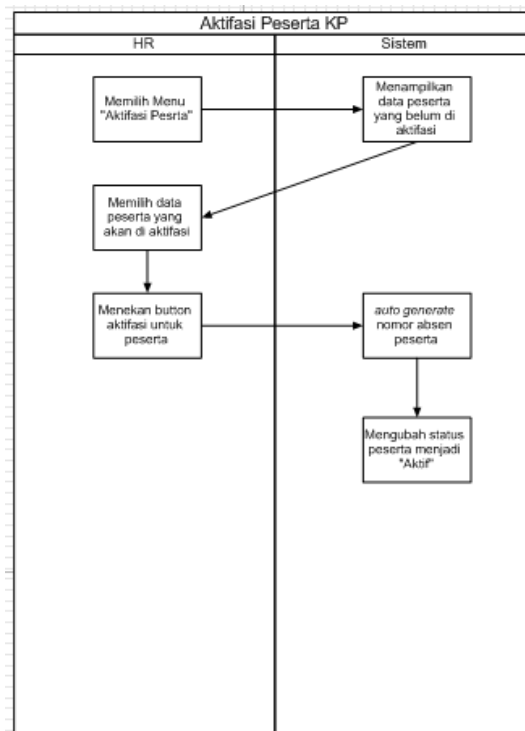 Aktifasi Peserta KP
HR
Sistem
Memilih Menu
"Aktifasi Pesrta"
Menampilkan
data peserta
yang belum di
aktifasi
Memilih data
peserta yang
akan di aktifasi
Menekan button
aktifasi untuk
peserta
auto generate
nomor absen
peserta
Mengubah status
peserta menjadi
"Aktif"